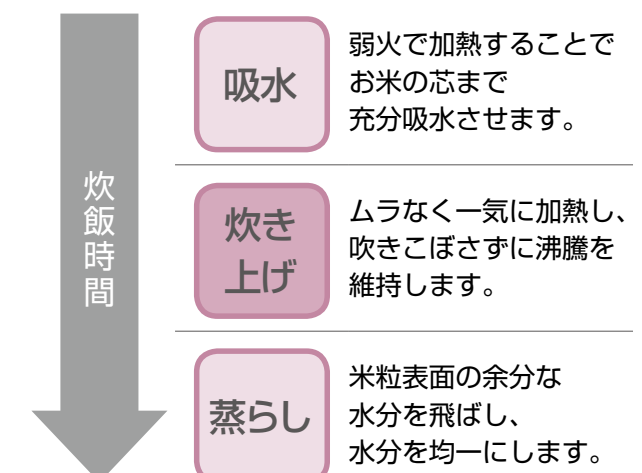 炊飯時間
吸水
弱火で加熱することで
お米の芯まで
充分吸水させます。
炊き
上げ
ムラなく一気に加熱し、
吹きこぼさずに沸騰を
維持します。
蒸らし
米粒表面の余分な
水分を飛ばし、
水分を均一にします。